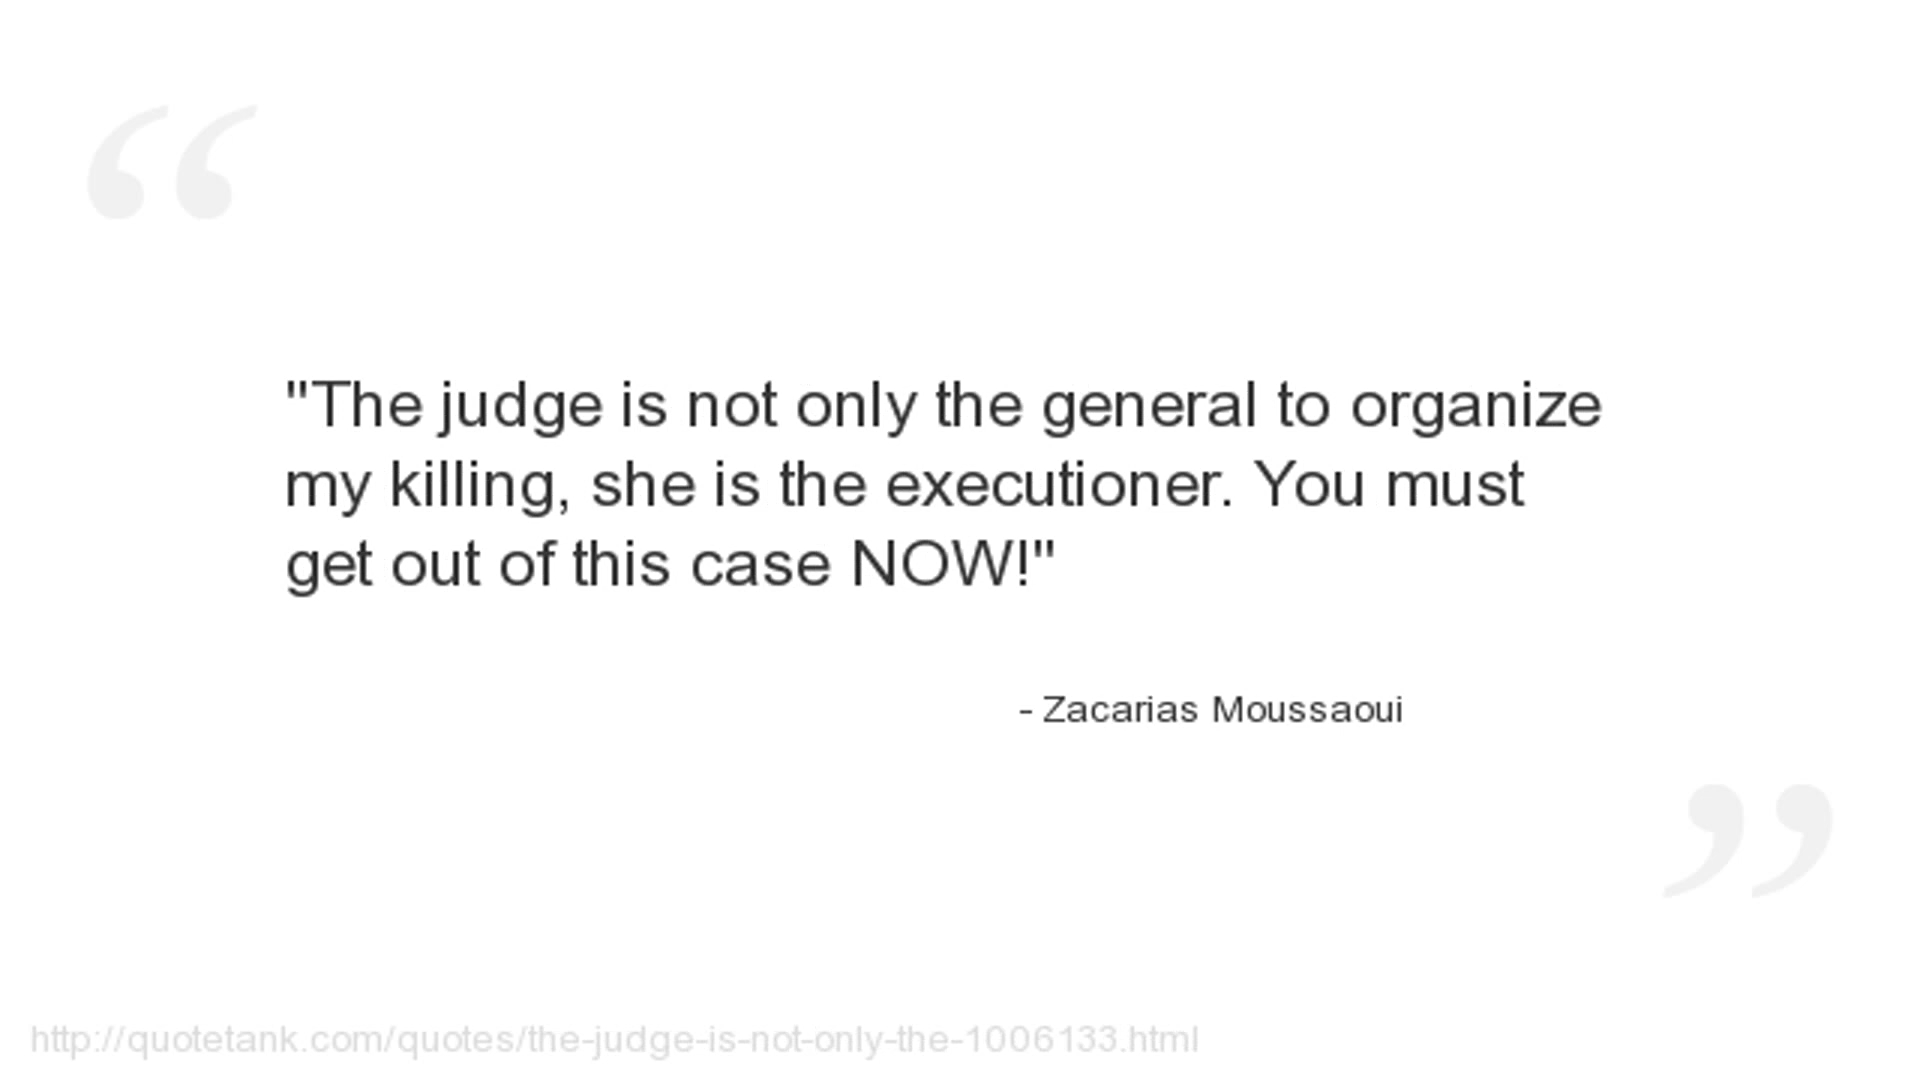 "The judge is not only the general to organize
my killing, she is the executioner. You must
get out of this case NOW!"
- Zacarias Moussaoui
http://quotetank.com/quotes/the-judge-is-not-only-the-1006133.html